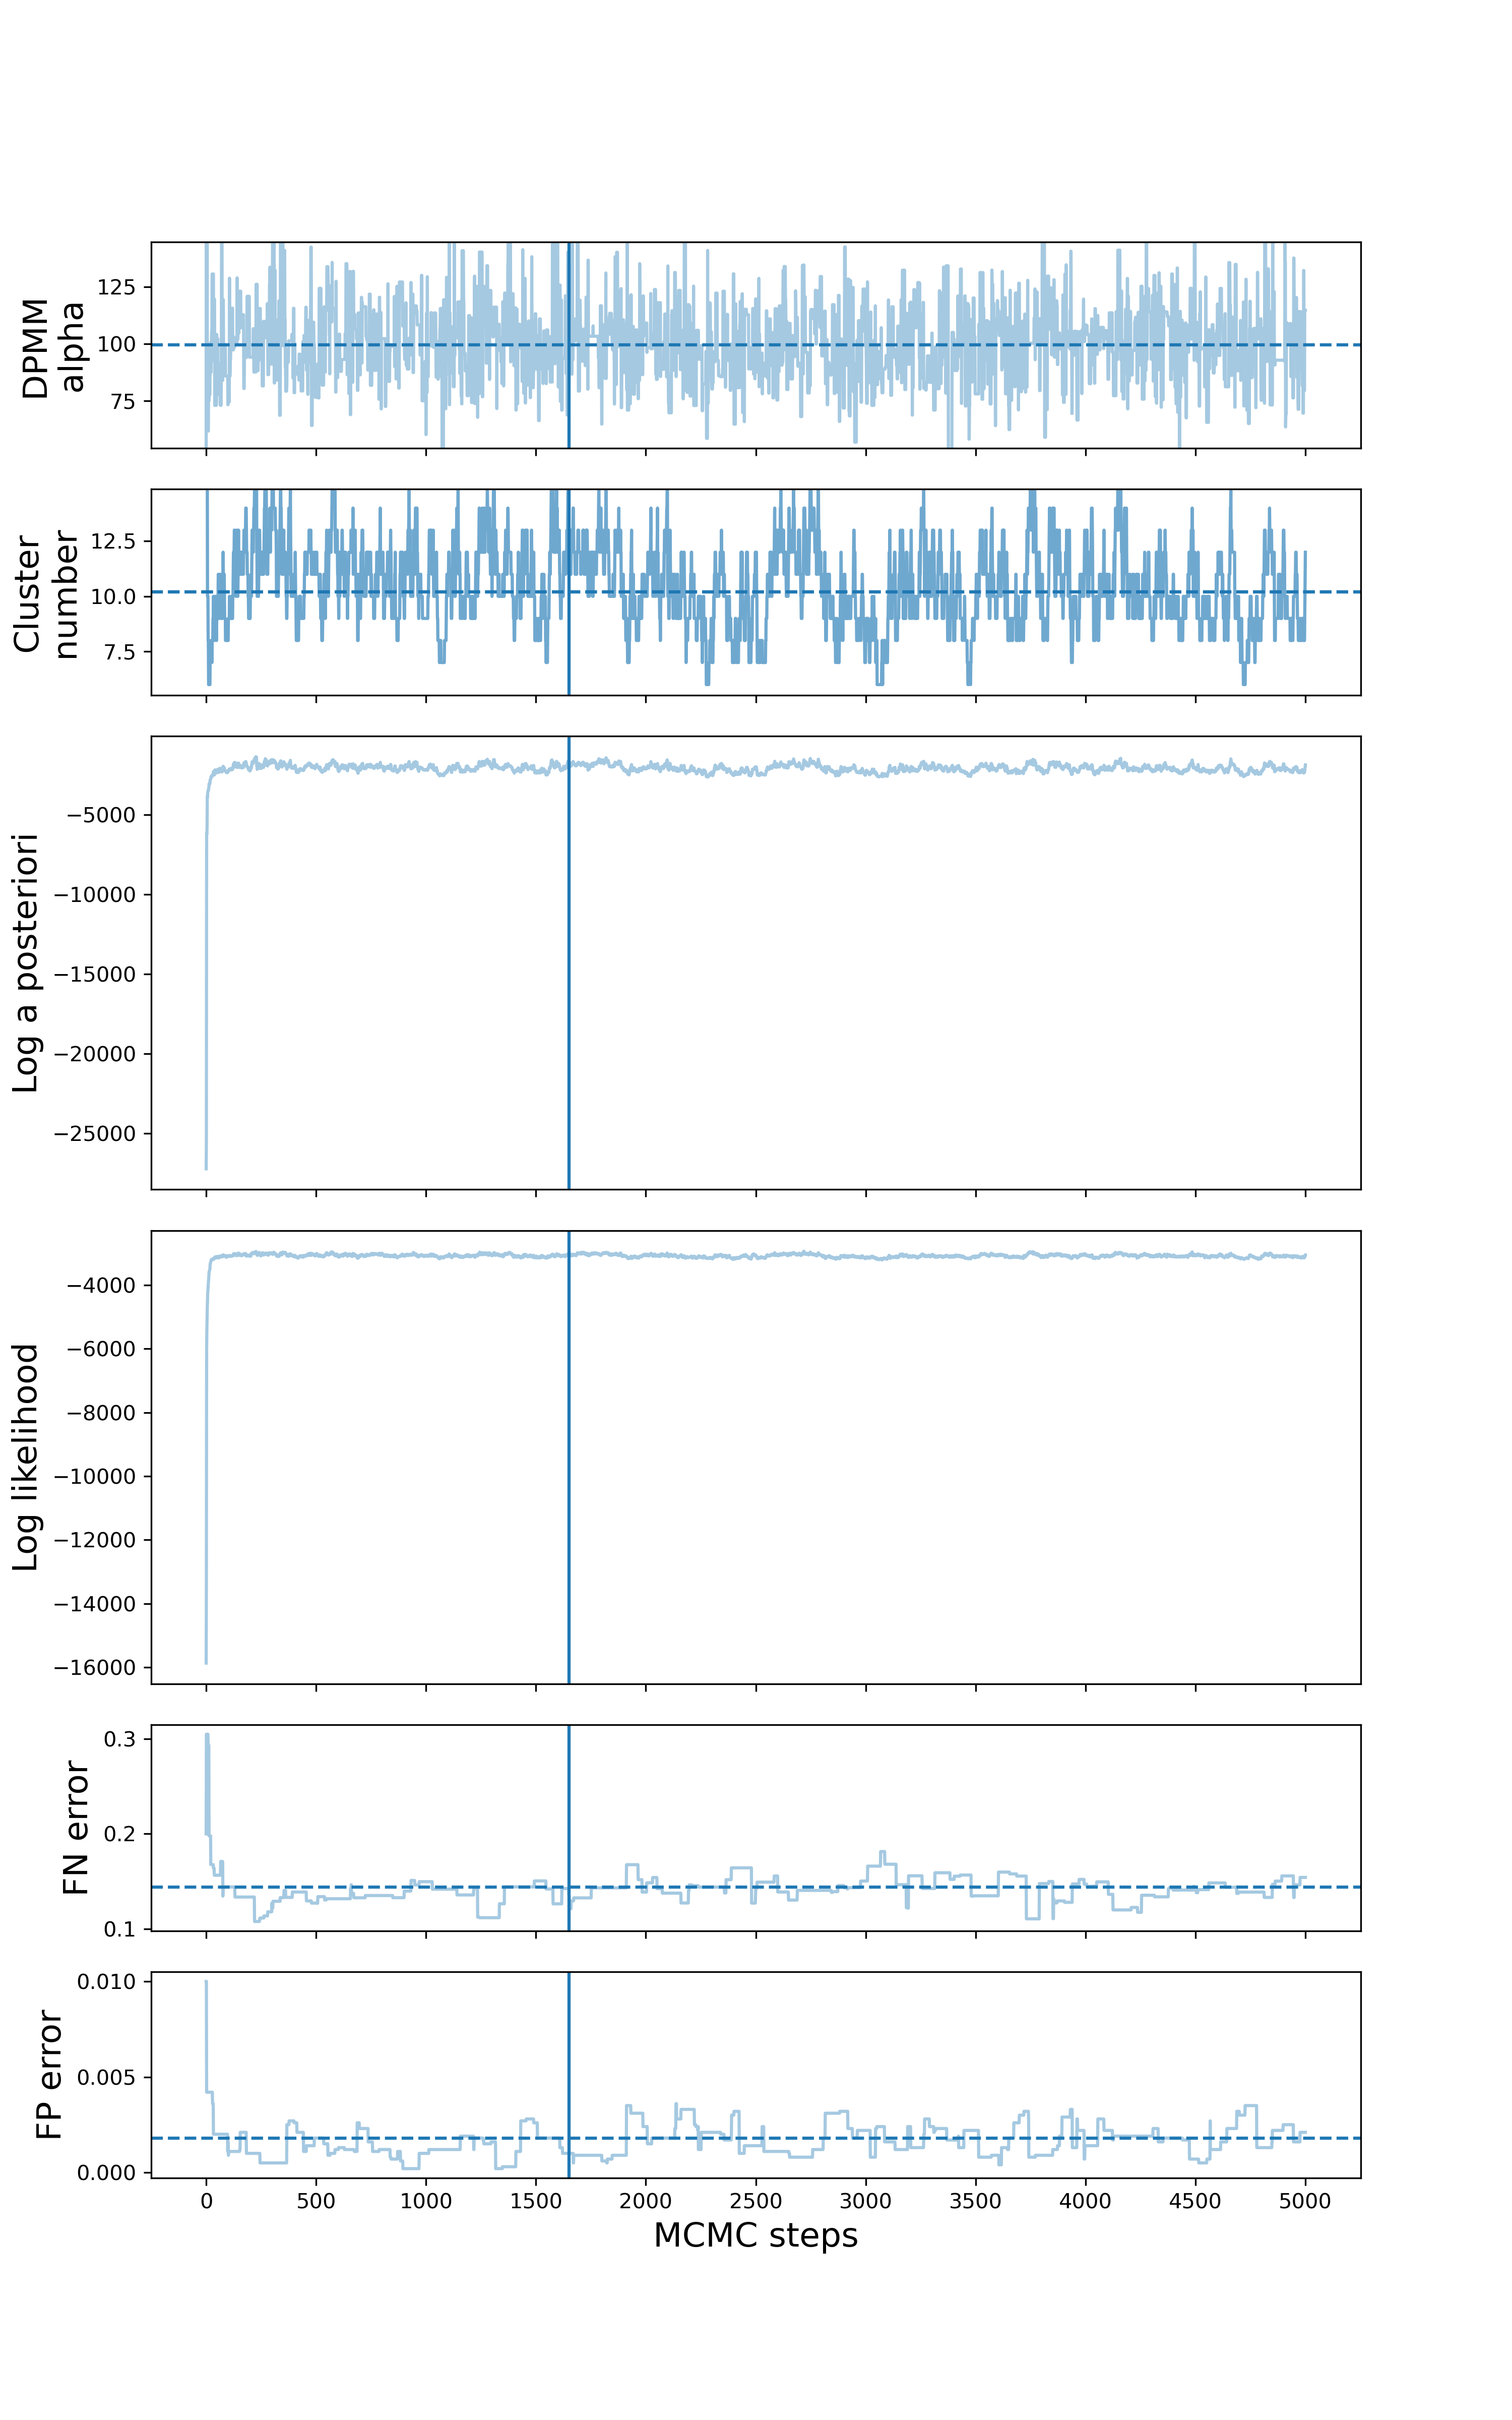 DPMM
alpha
125
100
75
Cluster
number
12.5
10.0
7.5
Log a posteriori
−5000
−10000
−15000
−20000
−25000
Log likelihood
−4000
−6000
−8000
−10000
−12000
−14000
−16000
FN error
0.3
0.2
0.1
FP error
0.010
0.005
0.000
0 500 1000 1500 2000 2500 3000 3500 4000 4500 5000
MCMC steps